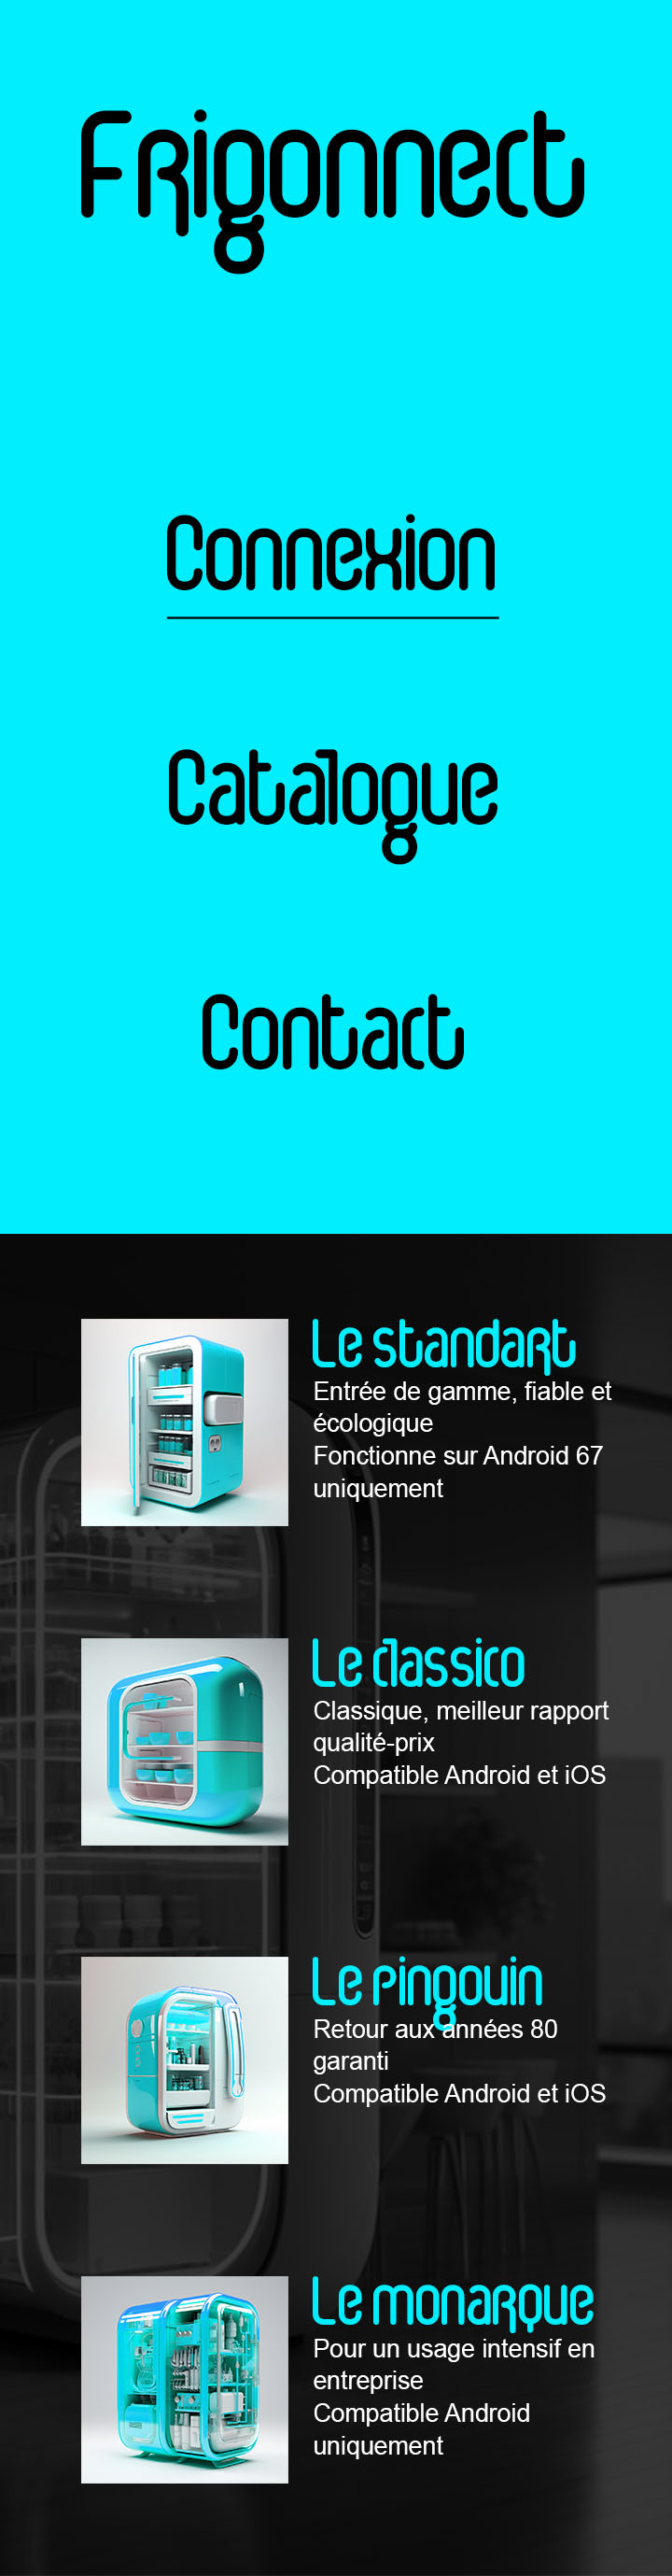 Frigonnect
Connexion
Catalogue
Contact
Le standart
Entrée de gamme, fiable et
écologique
Fonctionne sur Android 67
uniquement
Le classico
Classique, meilleur rapport
qualité-prix
Compatible Android et iOS
Le pingouin
Retour aux années 80
garanti
Compatible Android et iOS
Le monarque
Pour un usage intensif en
entreprise
Compatible Android
uniquement